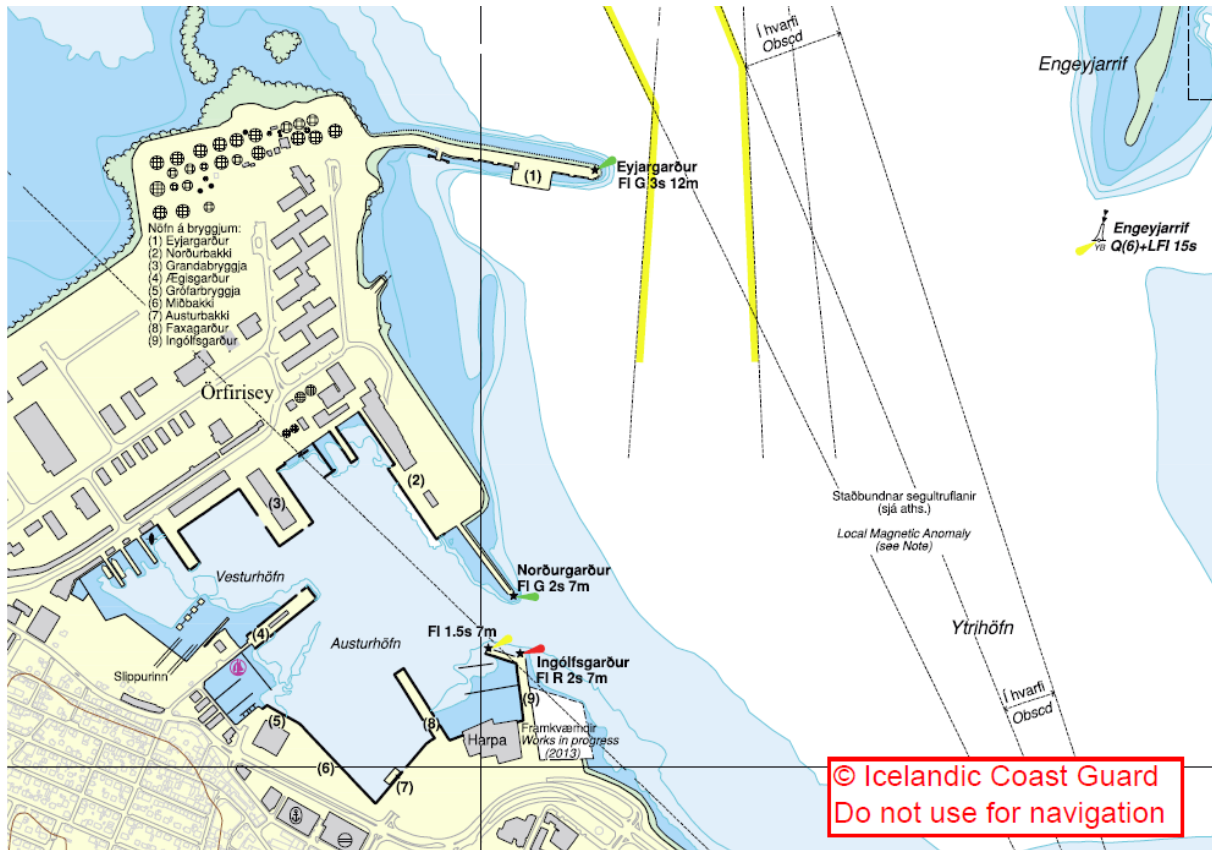 Í hvarfi
Obscd
Engeyjarrif
Eyjargarður
Fl G 3s 12m
(1)
Engeyjarrif
Q(6)+LFl 15s
YB
Nöfn á bryggjum:
(1) Eyjargarður
(2) Norðurbakki
(3) Grandabryggja
(4) Ægisgarður
(5) Grófarbryggja
(6) Miðbakki
(7) Austurbakki
(8) Faxagarður
(9) Ingólfsgarður
Örfirisey
(2)
(3)
Staðbundnar segultruflanir
(sjá aths.)
Local Magnetic Anomaly
(see Note)
Vesturhöfn
Norðurgarður
Fl G 2s 7m
(4)
Austurhöfn
Fl 1.5s 7m
Ytrihöfn
Ingólfsgarður
Fl R 2s 7m
Slippurinn
(9)
Í hvarfi
Obscd
(5)
(8)
Harpa
Framkvæmdir
Works in progress
(2013)
(6)
(7)
© Icelandic Coast Guard
Do not use for navigation